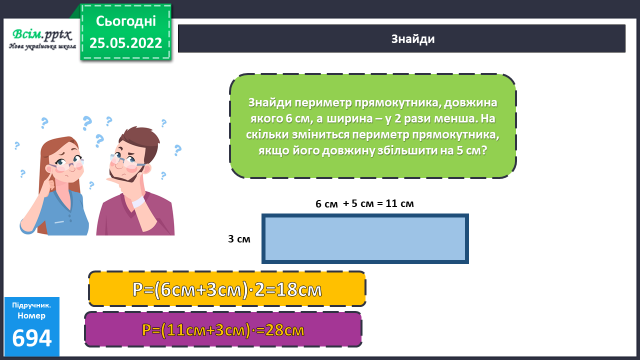 Всім.pptx
Нова українська школа
Сьогодні
25.05.2022
Знайди
Знайди периметр прямокутника, довжина
якого 6 см, а ширина – у 2 рази менша. На
скільки зміниться периметр прямокутника,
якщо його довжину збільшити на 5 см?
? ? ? ? ? ? ? ?
6 см + 5 см = 11 см
3 см
Р=(6см+3см)·2=18см
Р=(11см+3см)·=28см
Підручник.
Номер
694